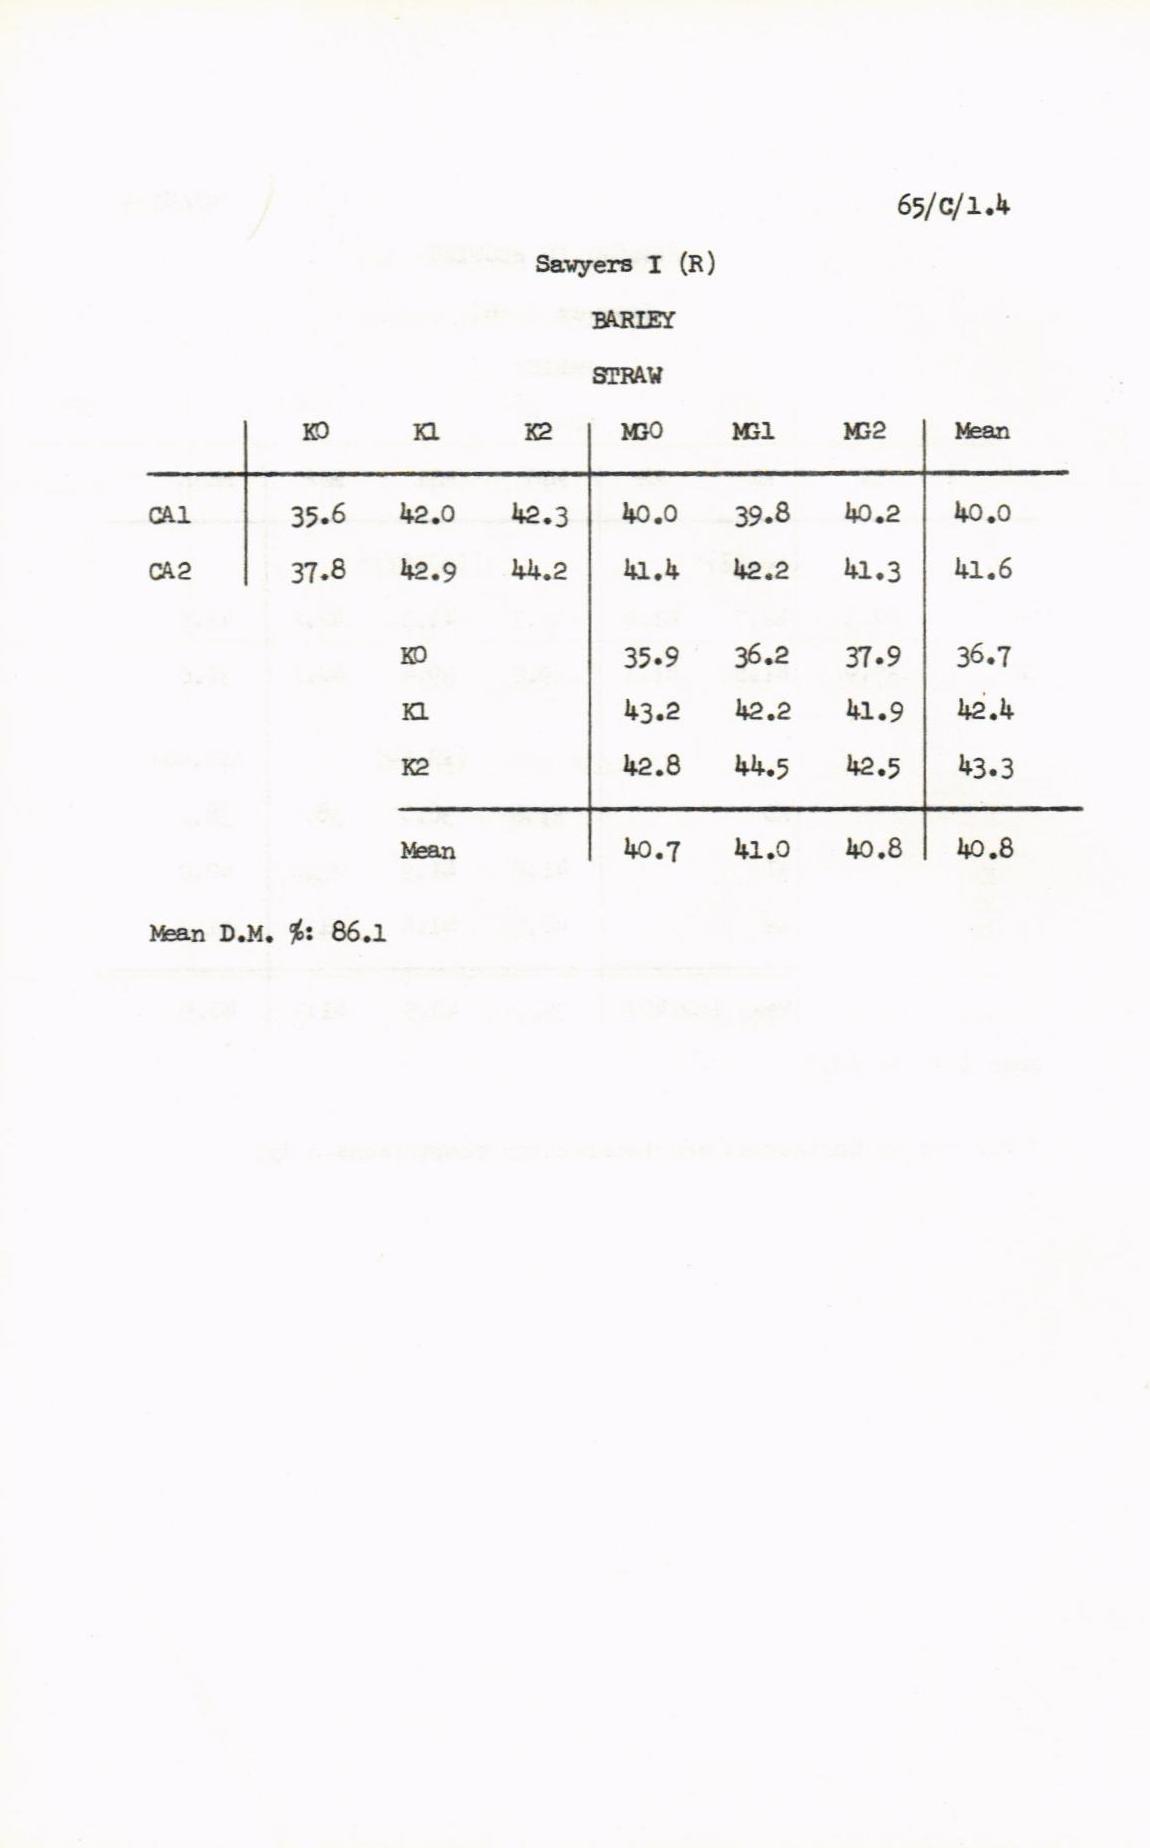 65/C/1.4
Sawyers I (R)
BARLEY
STRAW
K0 K1 K2 MG0 MG1 MG2 Mean
CA1 35.6 42.0 42.3 40.0 39.8 40.2 40.0
CA2 37.8 42.9 44.2 41.4 42.2 41.3 41.6
K0 35.9 36.2 37.9 36.7
K1 43.2 42.2 41.9 42.4
K2 42.8 44.5 42.5 43.3
Mean 40.7 41.0 40.8 40.8
Mean D.M. %: 86.1